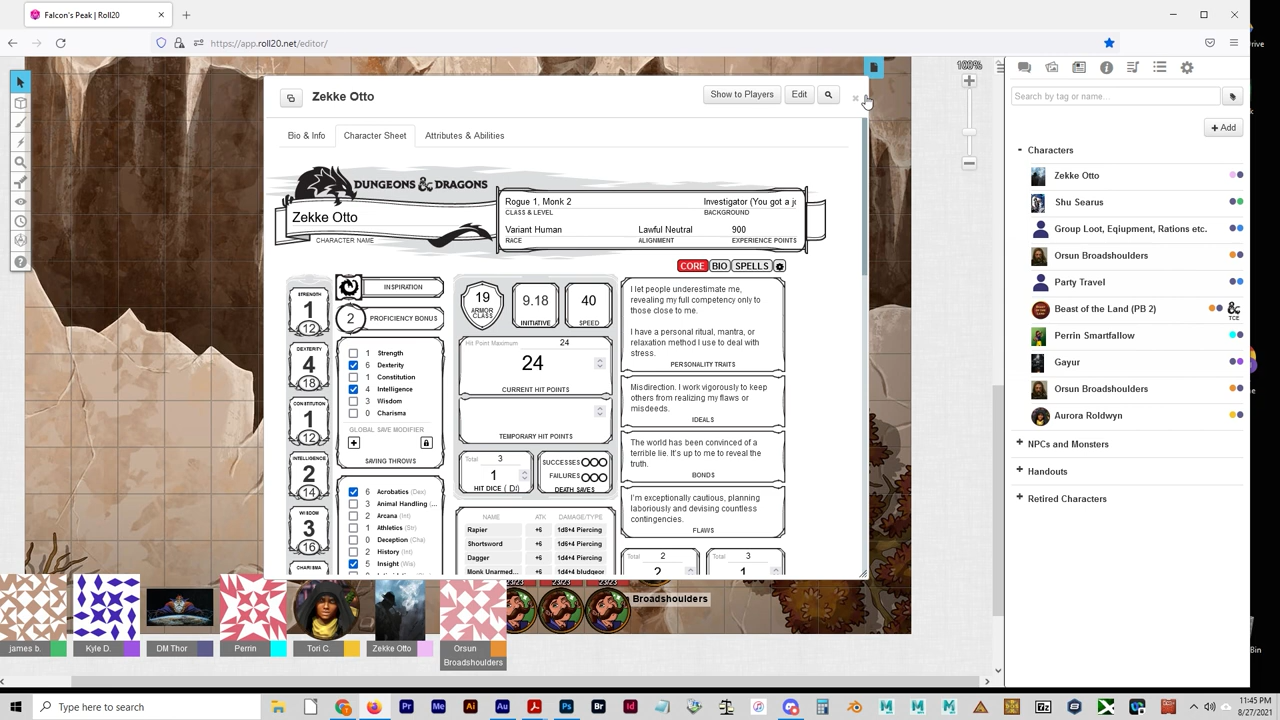 Falcon's Peak | Roll20
https://app.roll20.net/editor/
100%
Zekke Otto
Show to Players
Edit
Bio & Info
Character Sheet
Attributes & Abilities
DUNGEONS & DRAGONS
Zekke Otto
CHARACTER NAME
Rogue 1, Monk 2
Investigator (You got a j
CLASS & LEVEL
BACKGROUND
Variant Human
Lawful Neutral
900
RACE
ALIGNMENT
EXPERIENCE POINTS
CORE
BIO
SPELLS
STRENGTH
1
12
DEXTERITY
4
18
CONSTITUTION
1
12
INTELLIGENCE
2
14
WISDOM
3
16
CHARISMA
INSPIRATION
2
PROFICIENCY BONUS
1 Strength
6 Dexterity
1 Constitution
4 Intelligence
3 Wisdom
0 Charisma
GLOBAL SAVE MODIFIER
SAVING THROWS
6 Acrobatics (Dex)
3 Animal Handling (...
2 Arcana (Int)
1 Athletics (Str)
0 Deception (Cha)
2 History (Int)
5 Insight (Wis)
19
ARMOR CLASS
9.18
INITIATIVE
40
SPEED
Hit Point Maximum 24
24
CURRENT HIT POINTS
TEMPORARY HIT POINTS
Total 3
1
HIT DICE
SUCCESSES
FAILURES
DEATH SAVES
NAME ATK DAMAGE/TYPE
Rapier +6 1d8+4 Piercing
Shortsword +6 1d6+4 Piercing
Dagger +6 1d4+4 Piercing
Monk Unarmed... +6 1d4+4 bludgeor
I let people underestimate me,
revealing my full competency only to
those close to me.
I have a personal ritual, mantra, or
relaxation method I use to deal with
stress.
PERSONALITY TRAITS
Misdirection. I work vigorously to keep
others from realizing my flaws or
misdeeds.
IDEALS
The world has been convinced of a
terrible lie. It's up to me to reveal the
truth.
BONDS
I'm exceptionally cautious, planning
laboriously and devising countless
contingencies.
FLAWS
Total 2
2
Total 3
1
Search by tag or name...
+ Add
Characters
Zekke Otto
Shu Searus
Group Loot, Eqiupment, Rations etc.
Orsun Broadshoulders
Party Travel
Beast of the Land (PB 2)
TCE
Perrin Smartfallow
Gayur
Orsun Broadshoulders
Aurora Roldwyn
NPCs and Monsters
Handouts
Retired Characters
23/23 23/23 23/23
Broadshoulders
james b.
Kyle D.
DM Thor
Perrin
Tori C.
Zekke Otto
Orsun
Broadshoulders
Type here to search
11:45 PM
8/27/2021